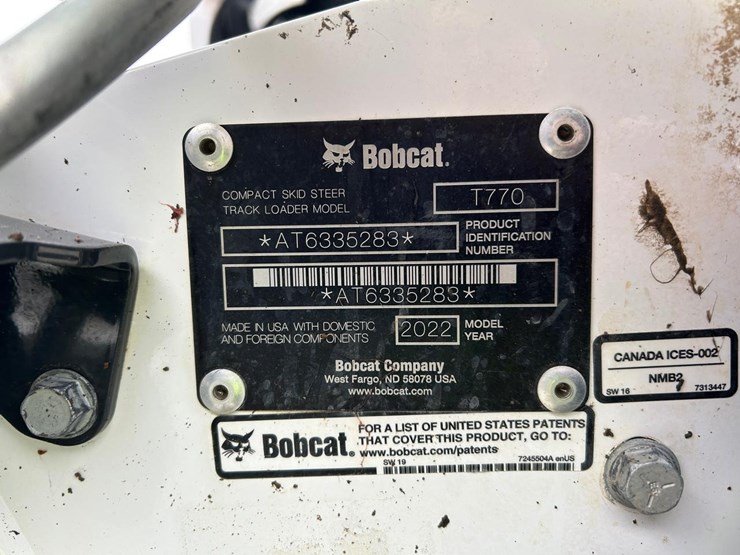 Bobcat.
COMPACT SKID STEER
TRACK LOADER MODEL
T770
*AT6335283*
PRODUCT
IDENTIFICATION
NUMBER
*AT6335283*
MADE IN USA WITH DOMESTIC
AND FOREIGN COMPONENTS
2022
MODEL
YEAR
Bobcat Company
West Fargo, ND 58078 USA
www.bobcat.com
CANADA ICES-002
NMB2
SW 16
7313447
Bobcat.
FOR A LIST OF UNITED STATES PATENTS
THAT COVER THIS PRODUCT, GO TO:
www.bobcat.com/patents
SW 19
7245504A enUS